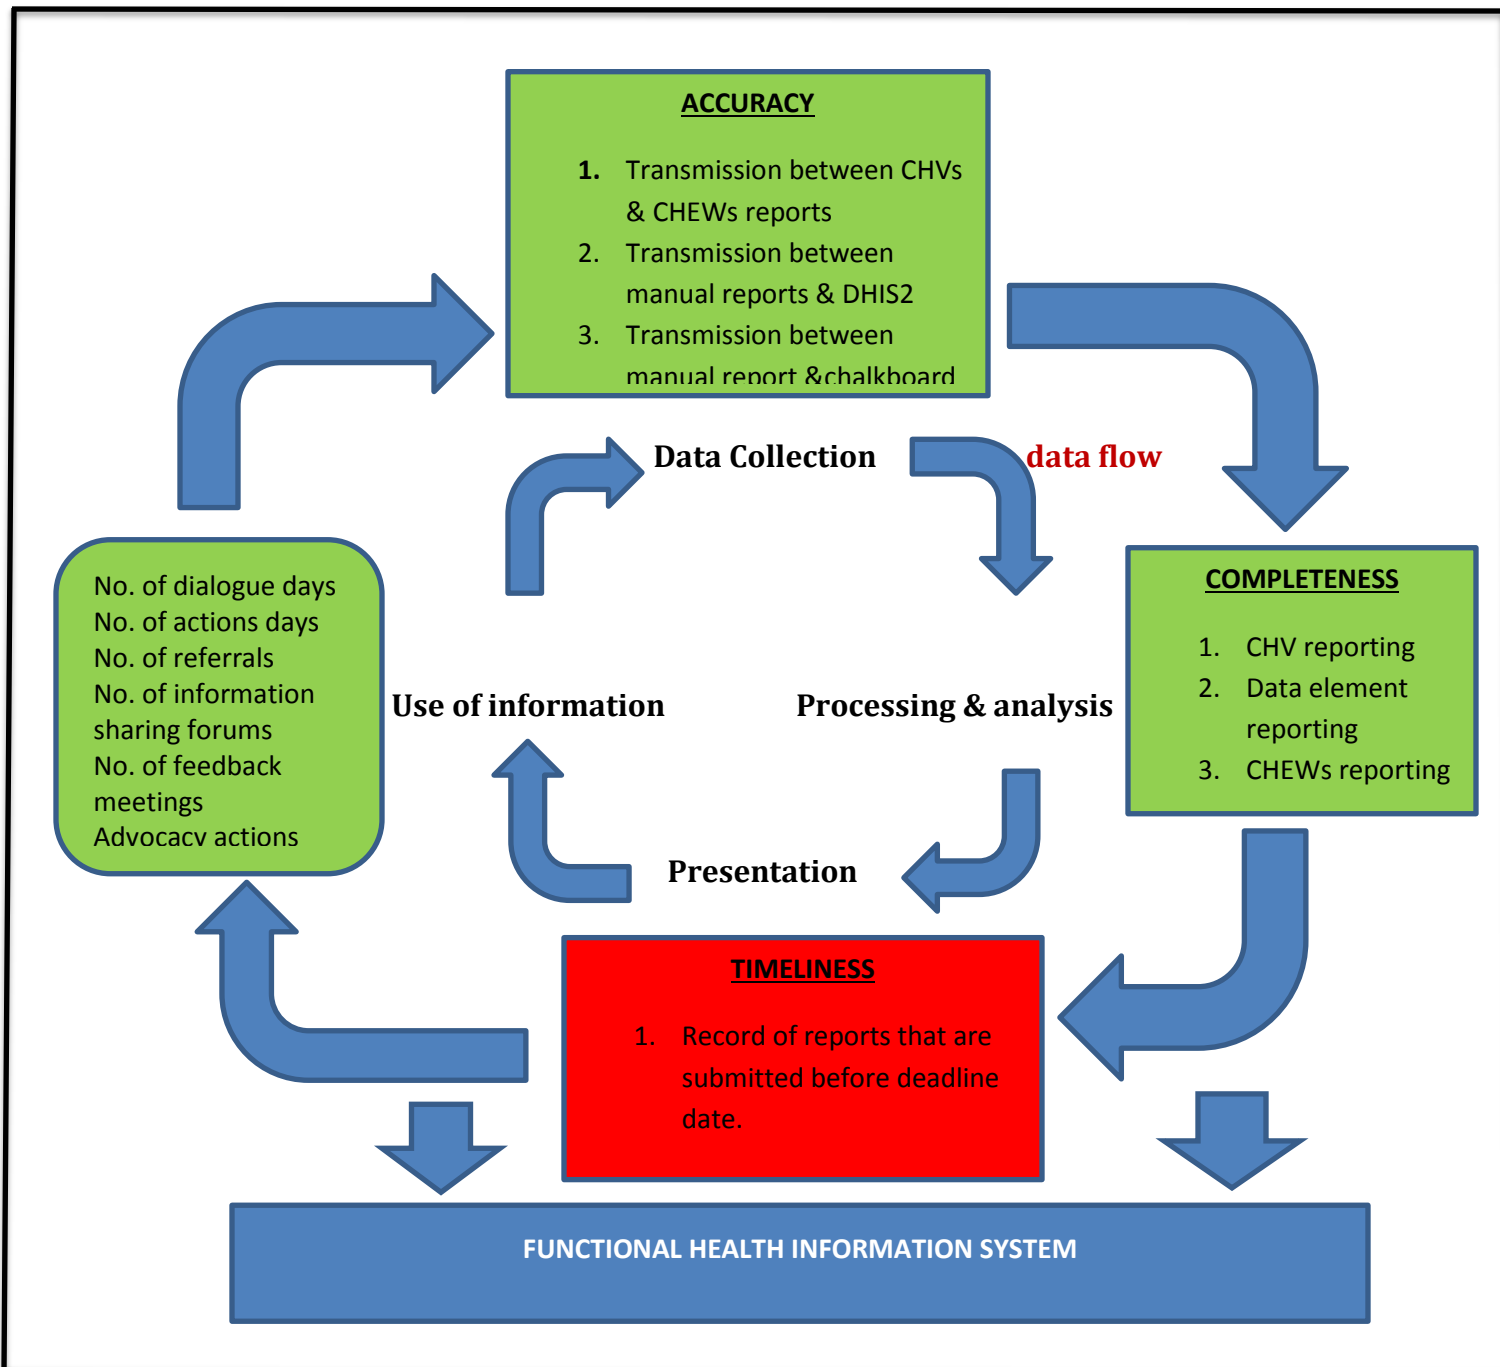 ACCURACY
1. Transmission between CHVs
& CHEWs reports
2. Transmission between
manual reports & DHIS2
3. Transmission between
manual report &chalkboard
Data Collection
data flow
No. of dialogue days
No. of actions days
No. of referrals
No. of information
sharing forums
No. of feedback
meetings
Advocacy actions
Use of information
Processing & analysis
COMPLETENESS
1. CHV reporting
2. Data element
reporting
3. CHEWs reporting
Presentation
TIMELINESS
1. Record of reports that are
submitted before deadline
date.
FUNCTIONAL HEALTH INFORMATION SYSTEM